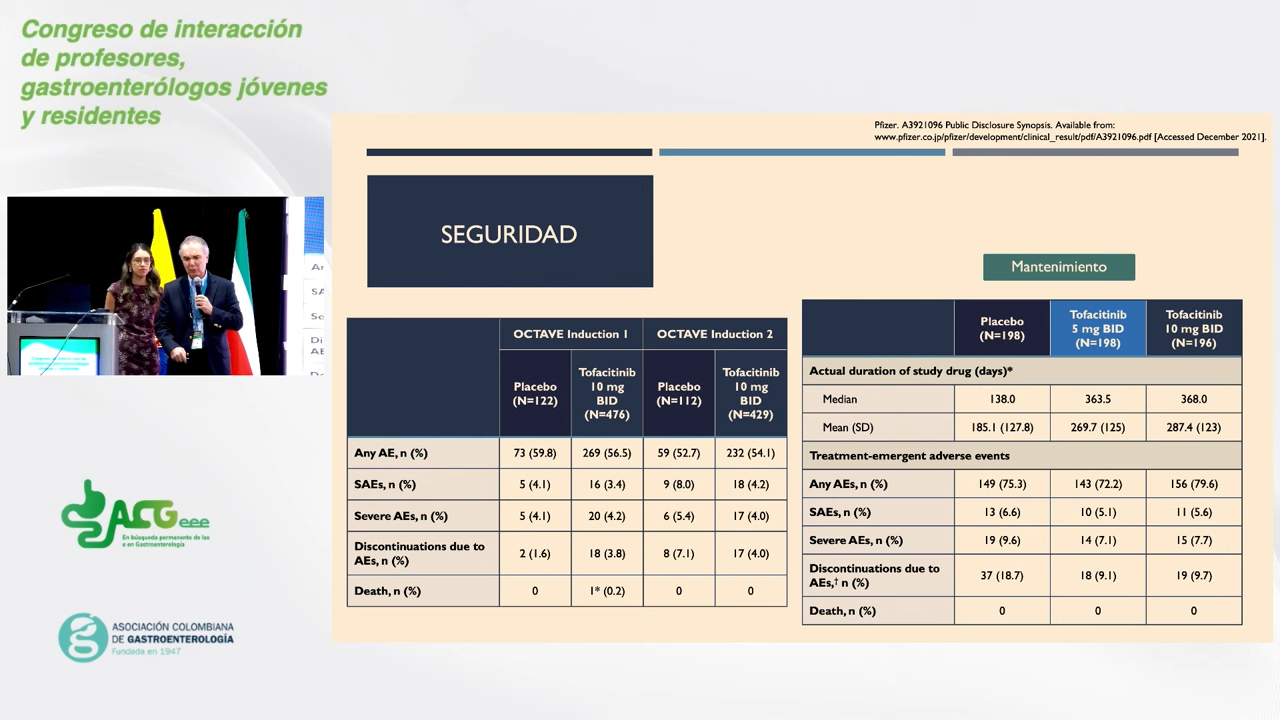 Congreso de interacción
de profesores,
gastroenterólogos jóvenes
y residentes
Pfizer. A3921096 Public Disclosure Synopsis. Available from:
www.pfizer.co.jp/pfizer/development/clinical_result/pdf/A3921096.pdf [Accessed December 2021].
SEGURIDAD
Mantenimiento
OCTAVE Induction 1 OCTAVE Induction 2
Placebo (N=122) Tofacitinib 10 mg BID (N=476) Placebo (N=112) Tofacitinib 10 mg BID (N=429)
Any AE, n (%) 73 (59.8) 269 (56.5) 59 (52.7) 232 (54.1)
SAEs, n (%) 5 (4.1) 16 (3.4) 9 (8.0) 18 (4.2)
Severe AEs, n (%) 5 (4.1) 20 (4.2) 6 (5.4) 17 (4.0)
Discontinuations due to AEs, n (%) 2 (1.6) 18 (3.8) 8 (7.1) 17 (4.0)
Death, n (%) 0 1* (0.2) 0 0
Placebo (N=198) Tofacitinib 5 mg BID (N=198) Tofacitinib 10 mg BID (N=196)
Actual duration of study drug (days)*
Median 138.0 363.5 368.0
Mean (SD) 185.1 (127.8) 269.7 (125) 287.4 (123)
Treatment-emergent adverse events
Any AEs, n (%) 149 (75.3) 143 (72.2) 156 (79.6)
SAEs, n (%) 13 (6.6) 10 (5.1) 11 (5.6)
Severe AEs, n (%) 19 (9.6) 14 (7.1) 15 (7.7)
Discontinuations due to AEs,† n (%) 37 (18.7) 18 (9.1) 19 (9.7)
Death, n (%) 0 0 0
ACG eee
En búsqueda permanente de las
e en Gastroenterología
ASOCIACIÓN COLOMBIANA
DE GASTROENTEROLOGÍA
Fundada en 1947